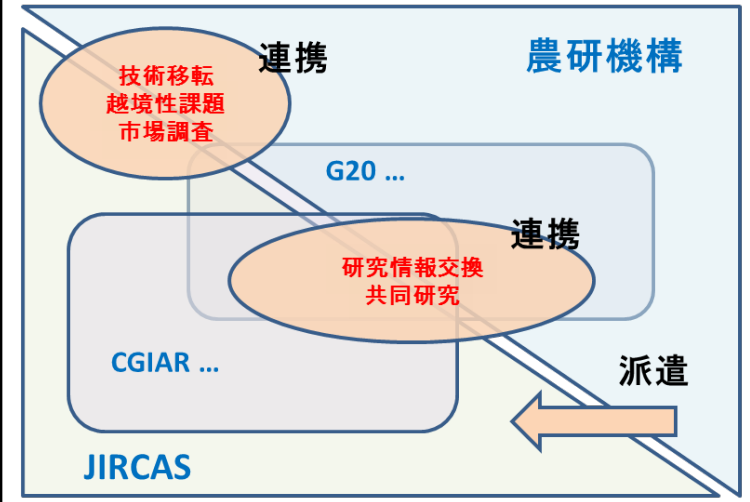 連携
農研機構
技術移転
越境性課題
市場調査
G20 ...
連携
研究情報交換
共同研究
CGIAR ...
派遣
JIRCAS